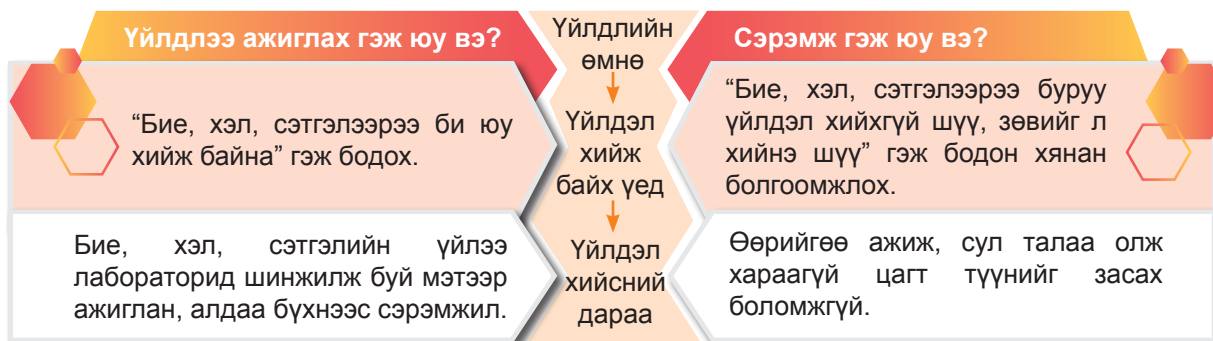 Үйлдлээ ажиглах гэж юу вэ?
“Бие, хэл, сэтгэлээрээ би юу
хийж байна” гэж бодох.
Бие, хэл, сэтгэлийн үйлээ
лабораторид шинжилж буй мэтээр
ажиглан, алдаа бүхнээс сэрэмжил.
Үйлдлийн
өмнө
Үйлдэл
хийж
байх үед
Үйлдэл
хийсний
дараа
Сэрэмж гэж юу вэ?
“Бие, хэл, сэтгэлээрээ буруу
үйлдэл хийхгүй шүү, зөвийг л
хийнэ шүү” гэж бодон хянан
болгоомжлох.
Өөрийгөө ажиж, сул талаа олж
хараагүй цагт түүнийг засах
боломжгүй.